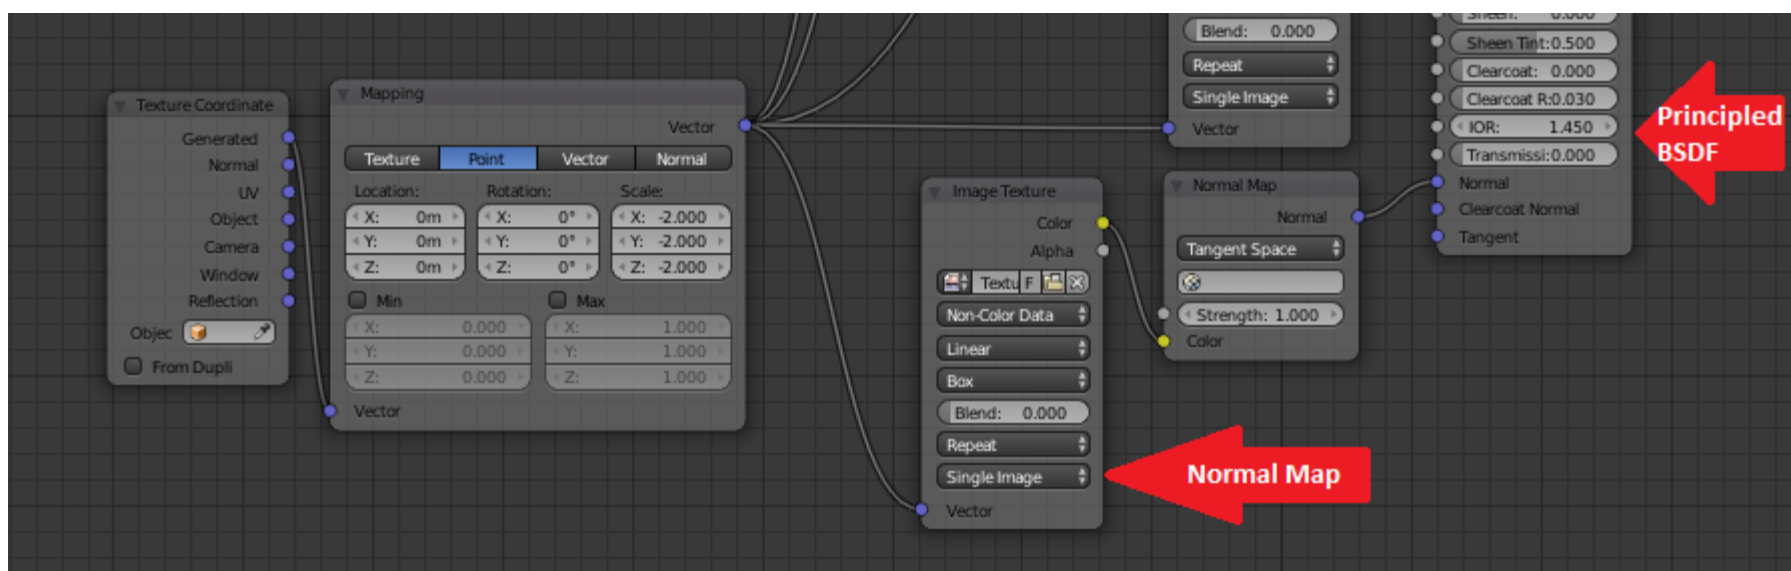 Texture Coordinate
Generated
Normal
UV
Object
Camera
Window
Reflection
Objec
From Dupli
Mapping
Vector
Texture Point Vector Normal
Location: Rotation: Scale:
X: 0m X: 0° X: -2.000
Y: 0m Y: 0° Y: -2.000
Z: 0m Z: 0° Z: -2.000
Min Max
X: 0.000 X: 1.000
Y: 0.000 Y: 1.000
Z: 0.000 Z: 1.000
Vector
Image Texture
Color
Alpha
Textu F
Non-Color Data
Linear
Box
Blend: 0.000
Repeat
Single Image
Vector
Normal Map
Blend: 0.000
Repeat
Single Image
Vector
Normal Map
Normal
Tangent Space
Strength: 1.000
Color
Sheen: 0.000
Sheen Tint:0.500
Clearcoat: 0.000
Clearcoat R:0.030
IOR: 1.450
Transmissi:0.000
Normal
Clearcoat Normal
Tangent
Principled
BSDF